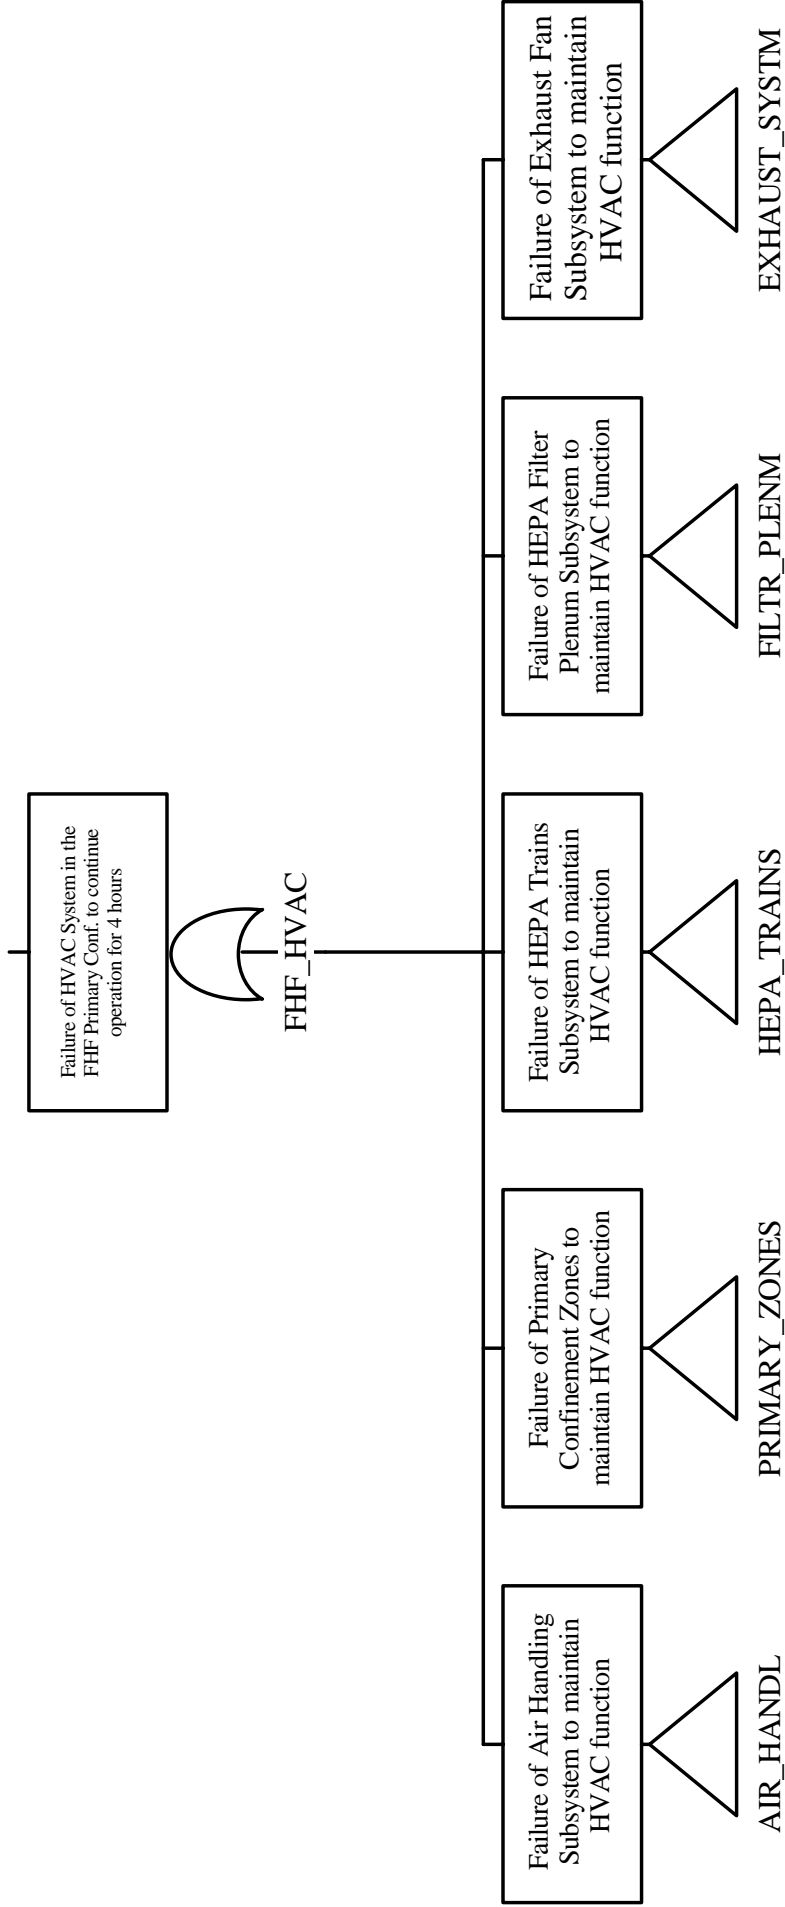 Failure of HVAC System in the
FHF Primary Conf. to continue
operation for 4 hours
FHF_HVAC
Failure of Air Handling
Subsystem to maintain
HVAC function
AIR_HANDL
Failure of Primary
Confinement Zones to
maintain HVAC function
PRIMARY_ZONES
Failure of HEPA Trains
Subsystem to maintain
HVAC function
HEPA_TRAINS
Failure of HEPA Filter
Plenum Subsystem to
maintain HVAC function
FILTR_PLENM
Failure of Exhaust Fan
Subsystem to maintain
HVAC function
EXHAUST_SYSTM